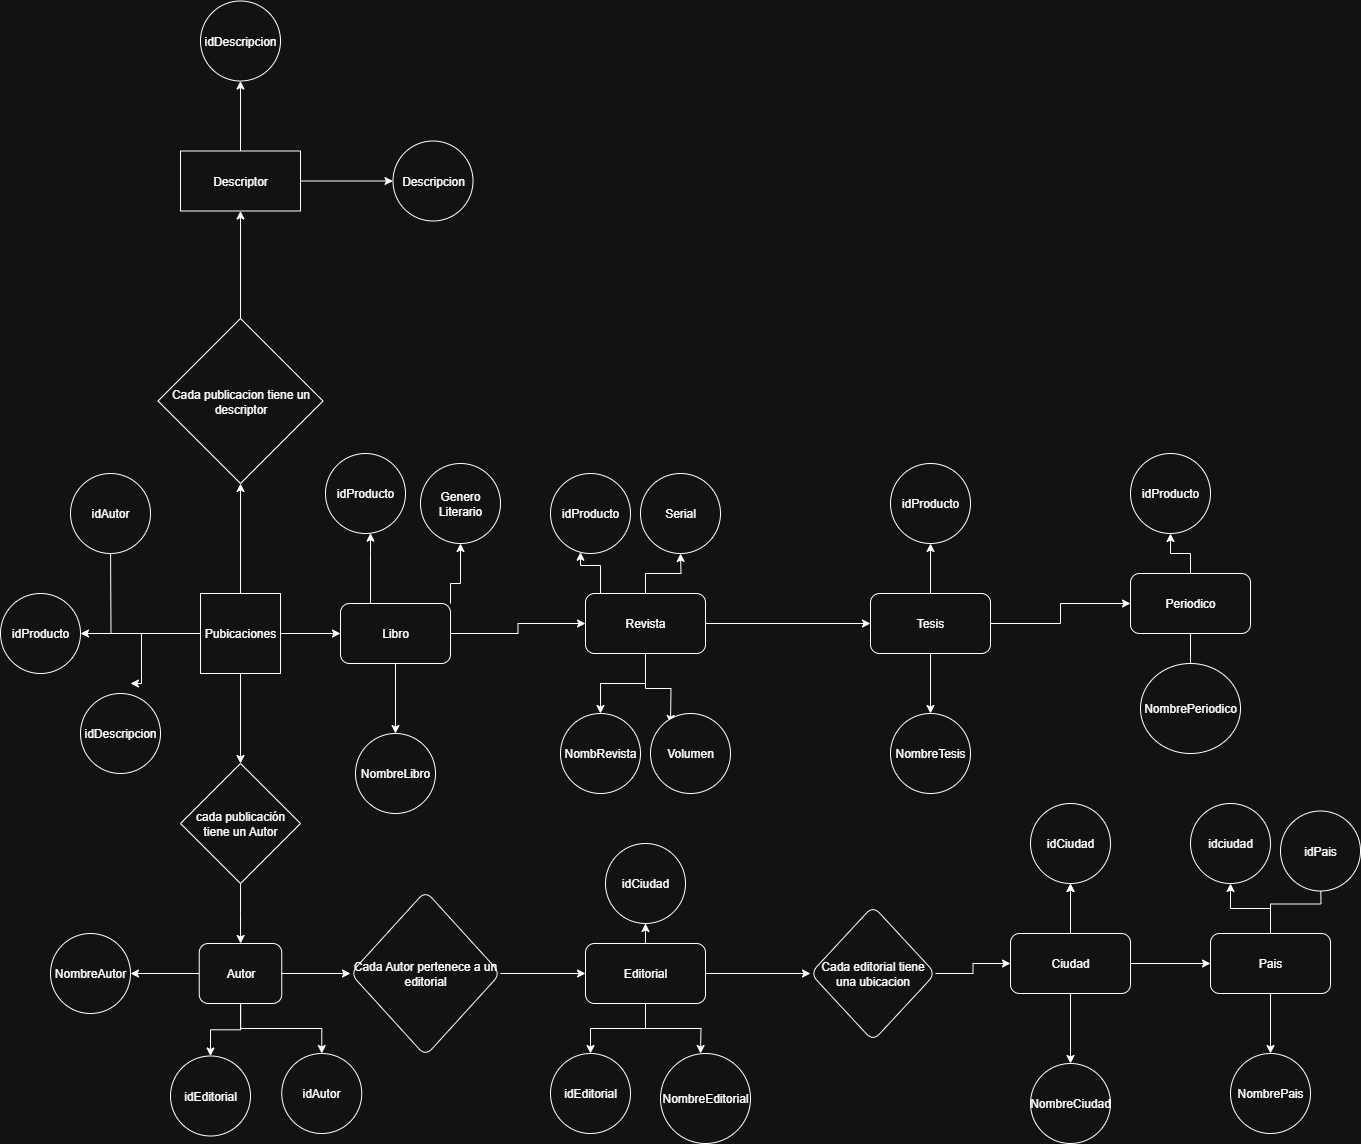 idDescripcion
Descriptor
Descripcion
Cada publicacion tiene un
descriptor
idAutor
idProducto
Genero
Literario
idProducto
Serial
idProducto
idProducto
idProducto
Pubicaciones
Libro
Revista
Tesis
Periodico
idDescripcion
NombreLibro
NombRevista
Volumen
NombreTesis
NombrePeriodico
cada publicación
tiene un Autor
idCiudad
idCiudad
idciudad
idPais
NombreAutor
Autor
Cada Autor pertenece a un
editorial
Editorial
Cada editorial tiene
una ubicacion
Ciudad
Pais
idEditorial
idAutor
idEditorial
NombreEditorial
NombreCiudad
NombrePais